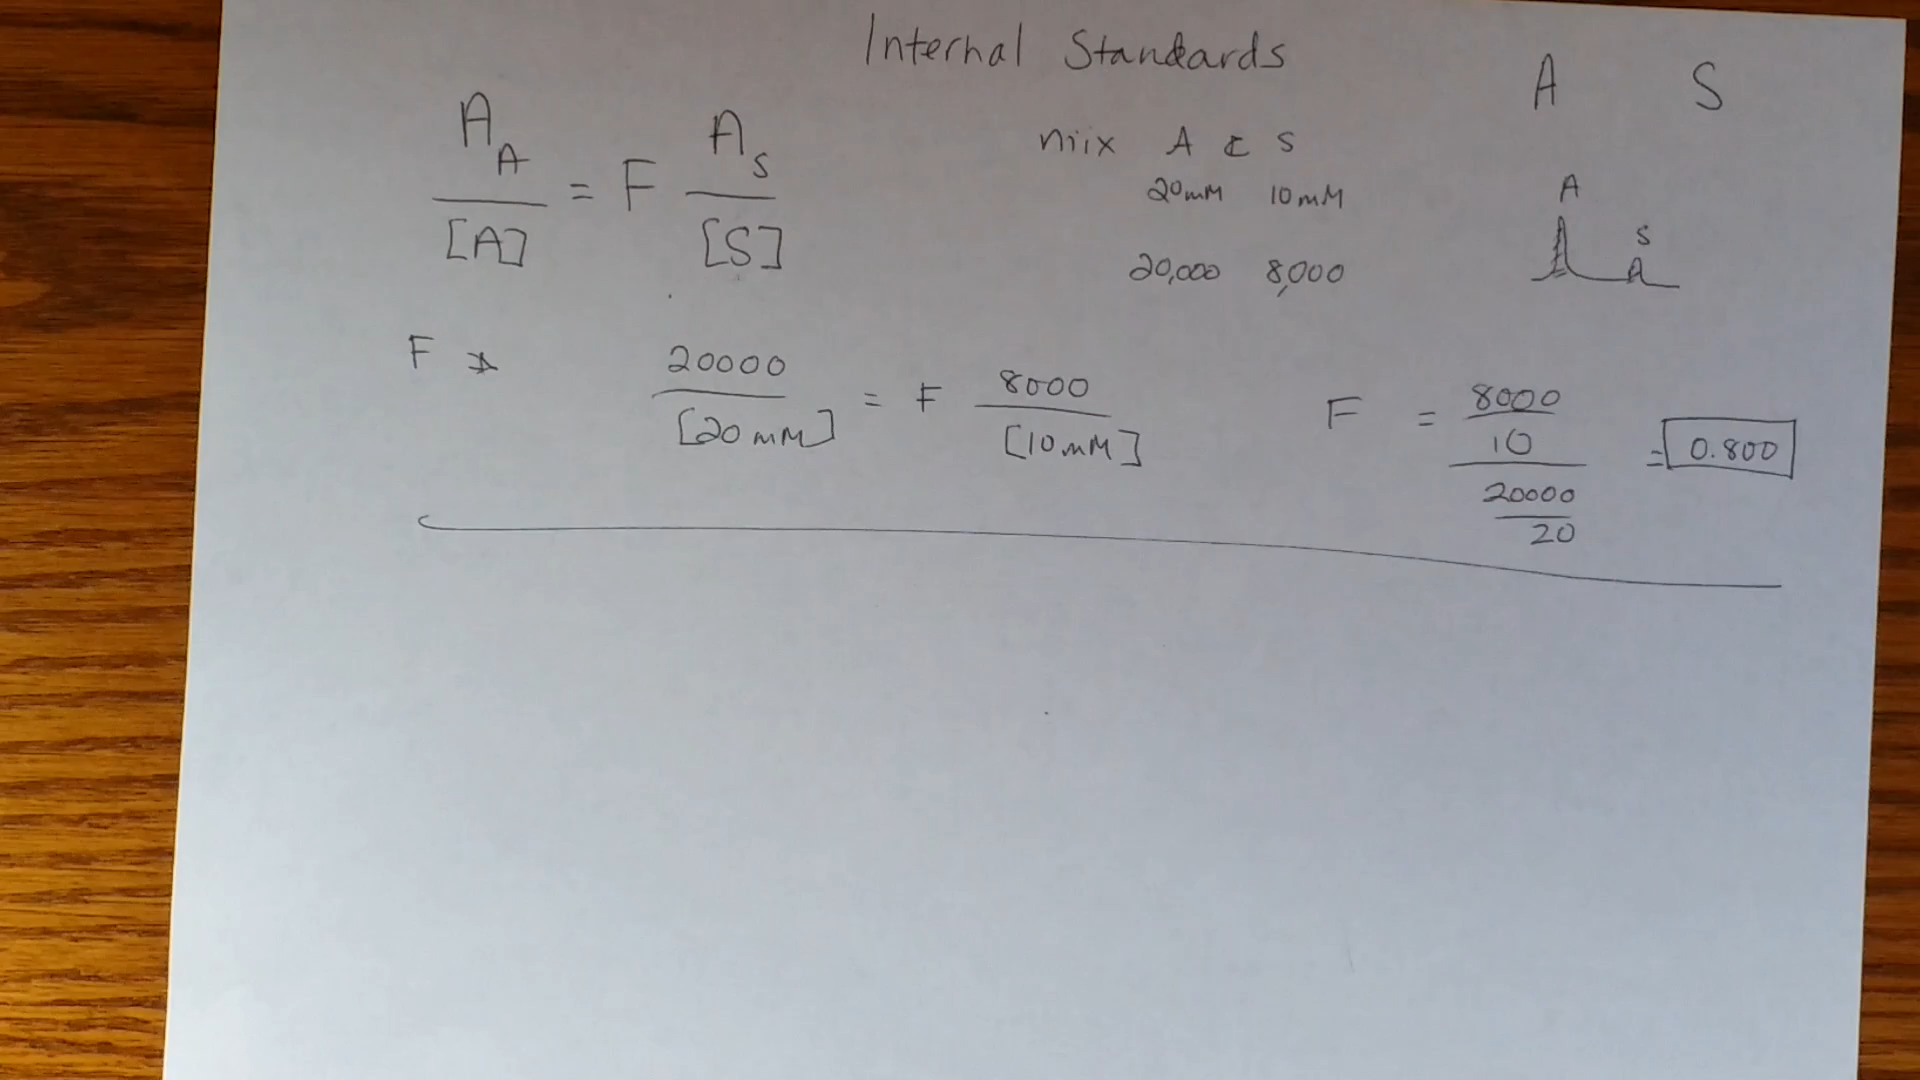 Internal Standards
A S
A_A / [A] = F A_S / [S]
mix A & S
20mM 10mM
A
S
20,000 8,000
F → 20000 / [20 mM] = F 8000 / [10 mM]
F = (8000 / 10) / (20000 / 20) = 0.800